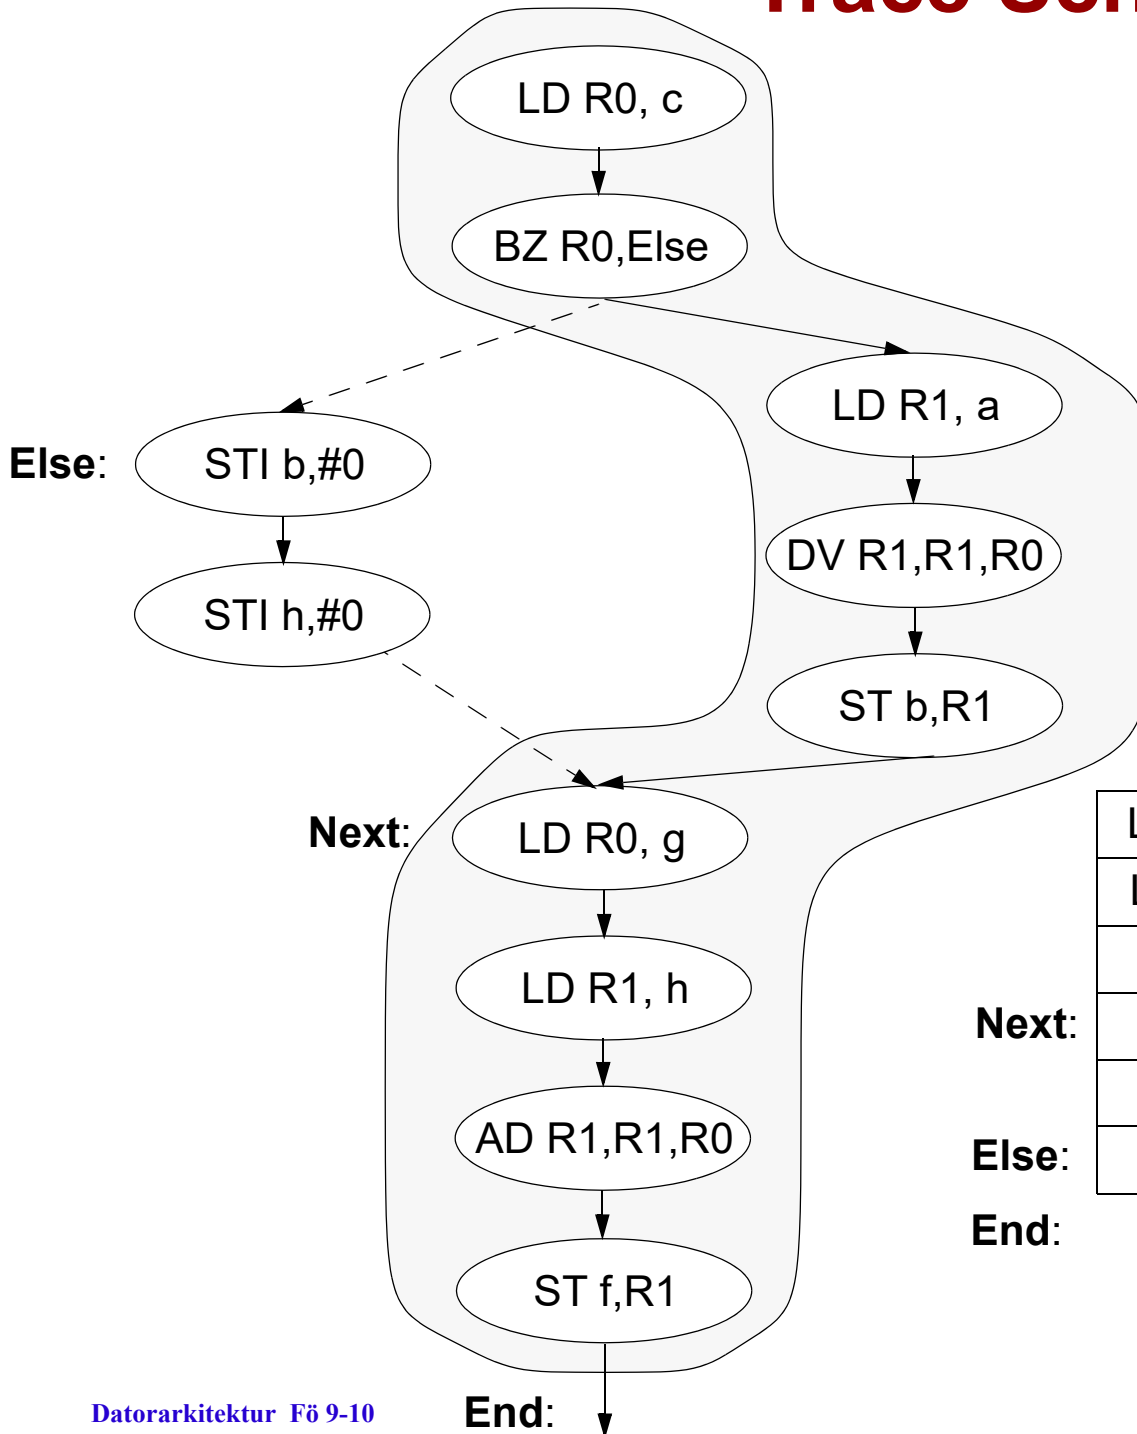 LD R0, c
BZ R0,Else
LD R1, a
Else: STI b,#0
DV R1,R1,R0
STI h,#0
ST b,R1
Next: LD R0, g
LD R1, h
Next:
AD R1,R1,R0
Else:
End:
ST f,R1
Datorarkitektur Fö 9-10
End: